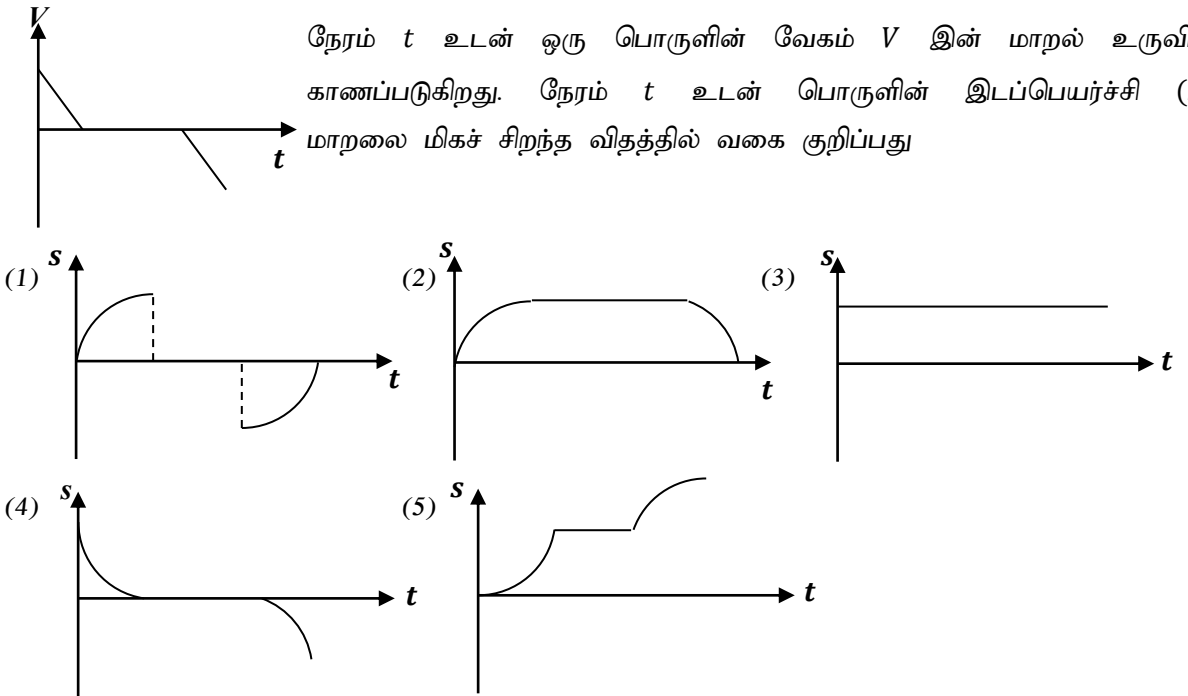 V
நேரம் t உடன் ஒரு பொருளின் வேகம் V இன் மாறல்
காணப்படுகிறது. நேரம் t உடன் பொருளின் இடப்பெயர்ச்சி (
t மாறலை மிகச் சிறந்த விதத்தில் வகை குறிப்பது
(1) s t
(2) s t
(3) s t
(4) s t
(5) s t